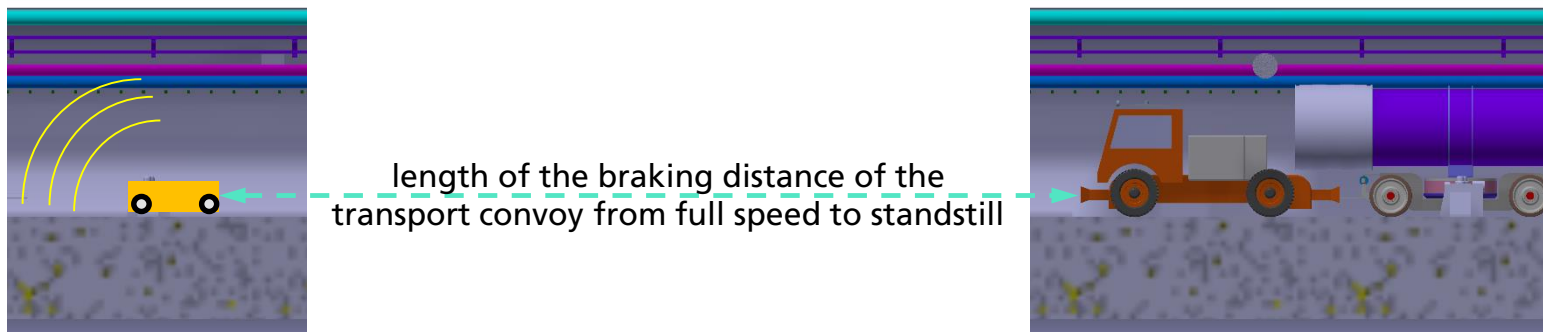 length of the braking distance of the
transport convoy from full speed to standstill